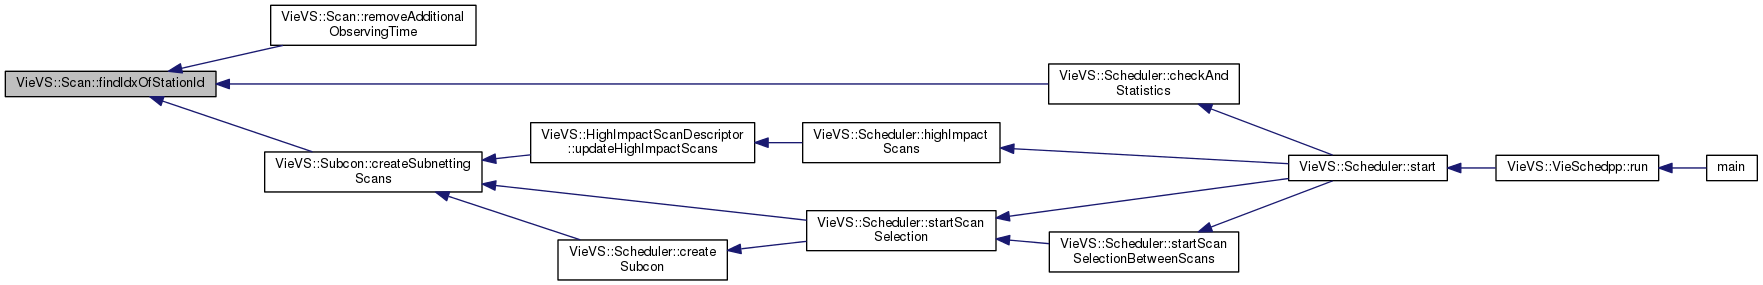 VieVS::Scan::removeAdditional
ObservingTime
VieVS::Scan::findIdxOfStationId
VieVS::Scheduler::checkAnd
Statistics
VieVS::HighImpactScanDescriptor
::updateHighImpactScans
VieVS::Scheduler::highImpact
Scans
VieVS::Subcon::createSubnetting
Scans
VieVS::Scheduler::start
VieVS::VieSchedpp::run
main
VieVS::Scheduler::startScan
Selection
VieVS::Scheduler::create
Subcon
VieVS::Scheduler::startScan
SelectionBetweenScans